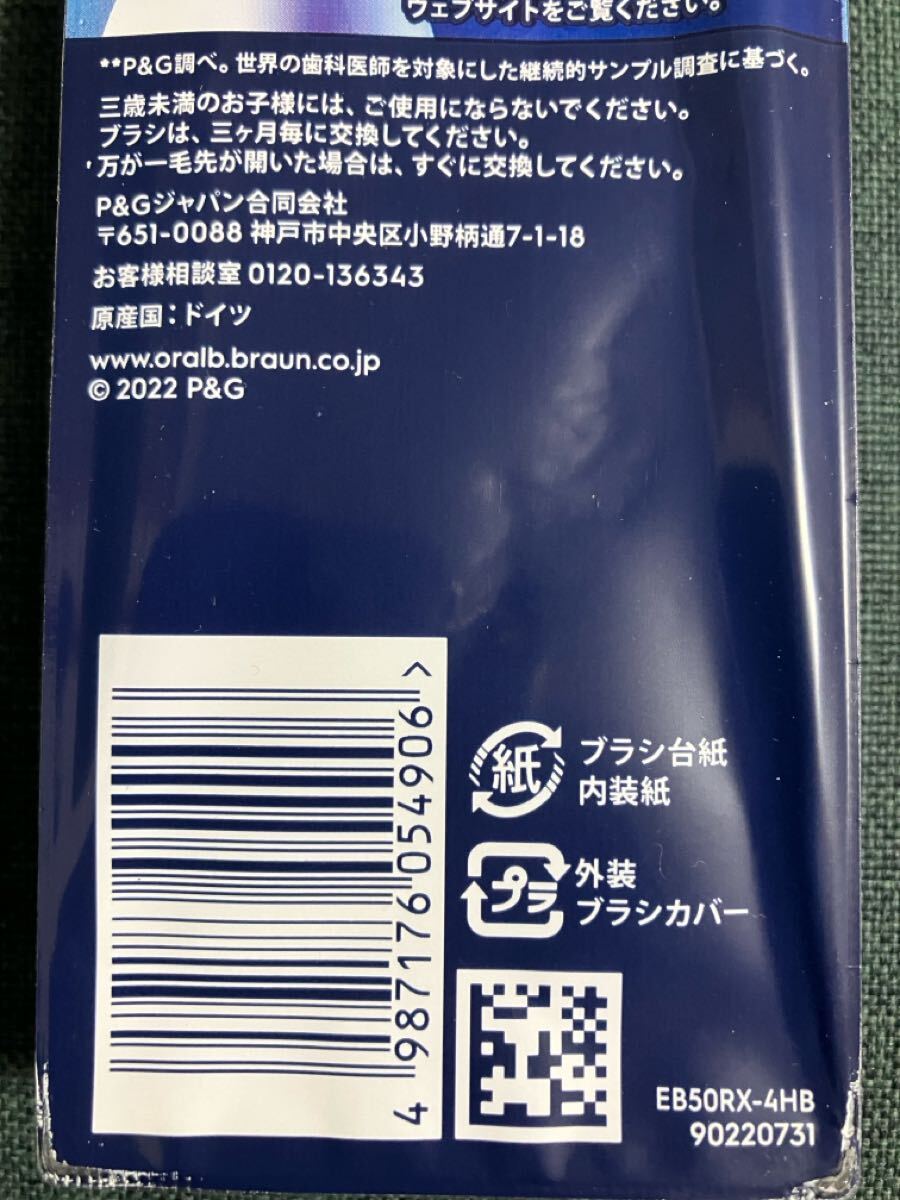 ウェブサイトをご覧ください。
**P&G調べ。世界の歯科医師を対象にした継続的サンプル調査に基づく。
三歳未満のお子様には、ご使用にならないでください。
ブラシは、三ヶ月毎に交換してください。
万が一毛先が開いた場合は、すぐに交換してください。
P&Gジャパン合同会社
〒651-0088 神戸市中央区小野柄通7-1-18
お客様相談室 0120-136343
原産国：ドイツ
www.oralb.braun.co.jp
© 2022 P&G
4 987176 054906 >
紙
ブラシ台紙
内装紙
プラ
外装
ブラシカバー
EB50RX-4HB
90220731